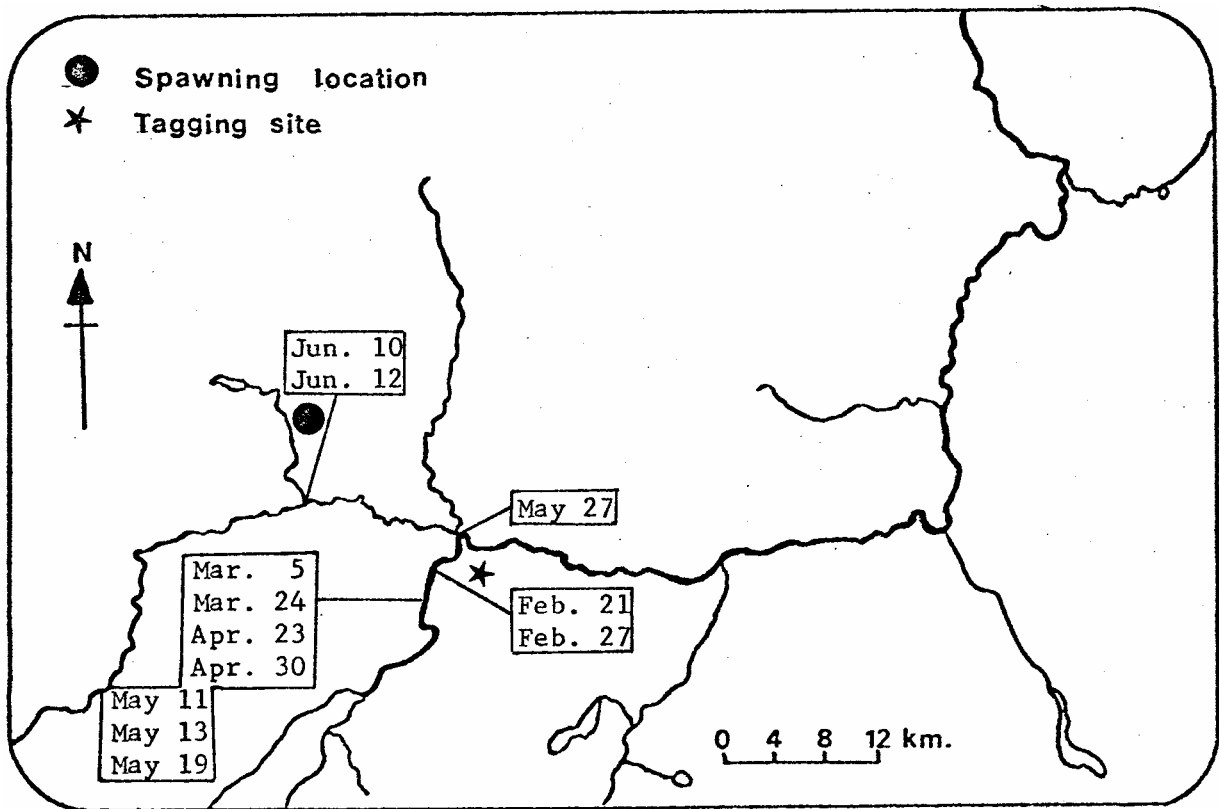 Spawning location
Tagging site
N
Jun. 10
Jun. 12
May 27
Mar. 5
Mar. 24
Apr. 23
Apr. 30
Feb. 21
Feb. 27
May 11
May 13
May 19
0 4 8 12 km.